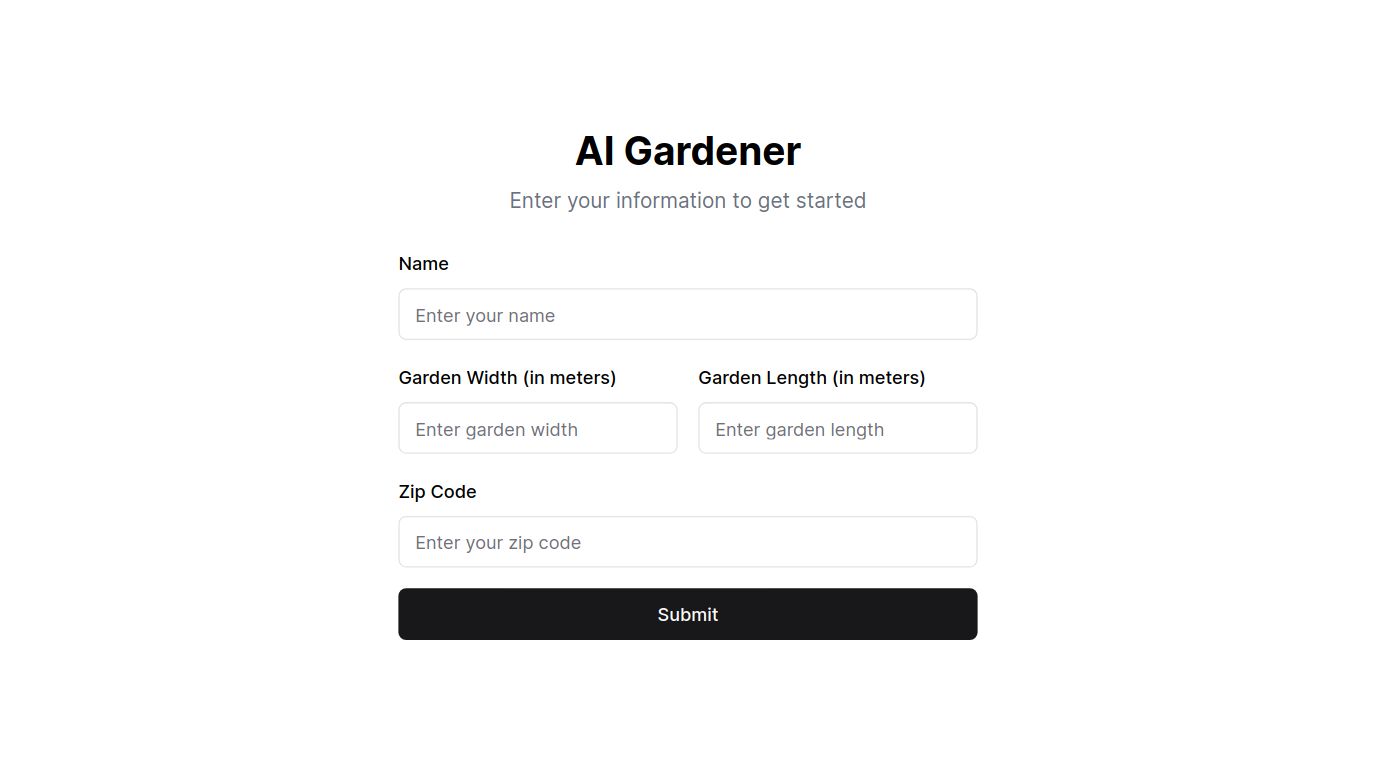 AI Gardener
Enter your information to get started
Name
Enter your name
Garden Width (in meters)
Garden Length (in meters)
Enter garden width
Enter garden length
Zip Code
Enter your zip code
Submit